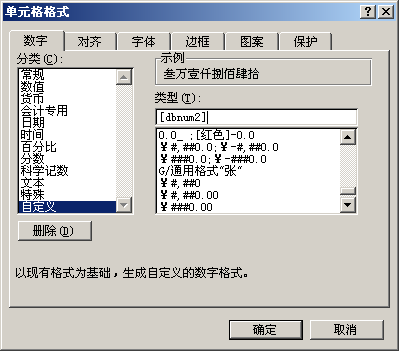 单元格格式
数字 对齐 字体 边框 图案 保护
分类(C):
常规
数值
货币
会计专用
日期
时间
百分比
分数
科学记数
文本
特殊
自定义
删除(D)
示例
叁万壹仟捌佰肆拾
类型(T):
[dbnum2]
0.0_ ;[红色]-0.0
¥#,##0.0;¥-#,##0.0
¥###0.0;¥-###0.0
G/通用格式"张"
¥#,##0
¥#,##0.00
¥###0.00
以现有格式为基础，生成自定义的数字格式。
确定 取消